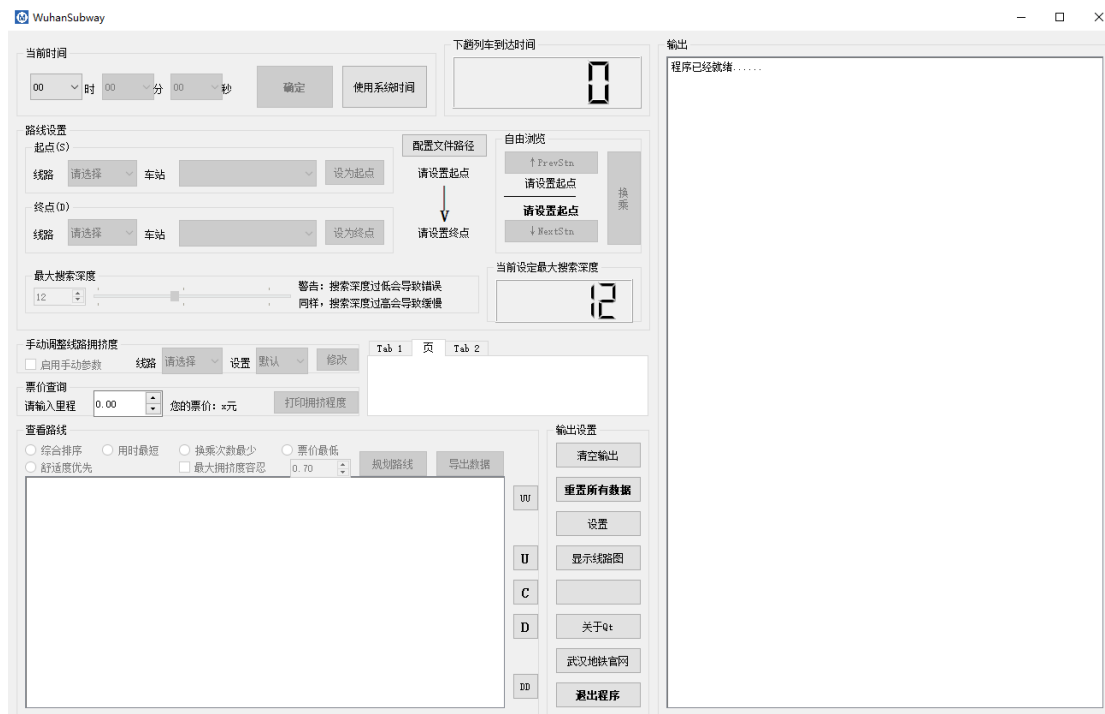 WuhanSubway
当前时间
00 时 00 分 00 秒 确定 使用系统时间
下趟列车到达时间
0
路线设置
起点(S)
线路 请选择 车站 设为起点
终点(D)
线路 请选择 车站 设为终点
配置文件路径
请设置起点
V
请设置终点
自由浏览
↑PrevStn
请设置起点
请设置起点
↓NextStn
换乘
最大搜索深度
12
警告：搜索深度过低会导致错误
同样，搜索深度过高会导致缓慢
当前设定最大搜索深度
12
手动调整线路拥挤度
启用手动参数 线路 请选择 设置 默认 修改
票价查询
请输入里程 0.00 您的票价：x元 打印拥挤程度
Tab 1 页 Tab 2
查看路线
综合排序 用时最短 换乘次数最少 票价最低
舒适度优先 最大拥挤度容忍 0.70 规划路线 导出数据
UU
U
C
D
DD
输出设置
清空输出
重置所有数据
设置
显示线路图
关于Qt
武汉地铁官网
退出程序
输出
程序已经就绪......